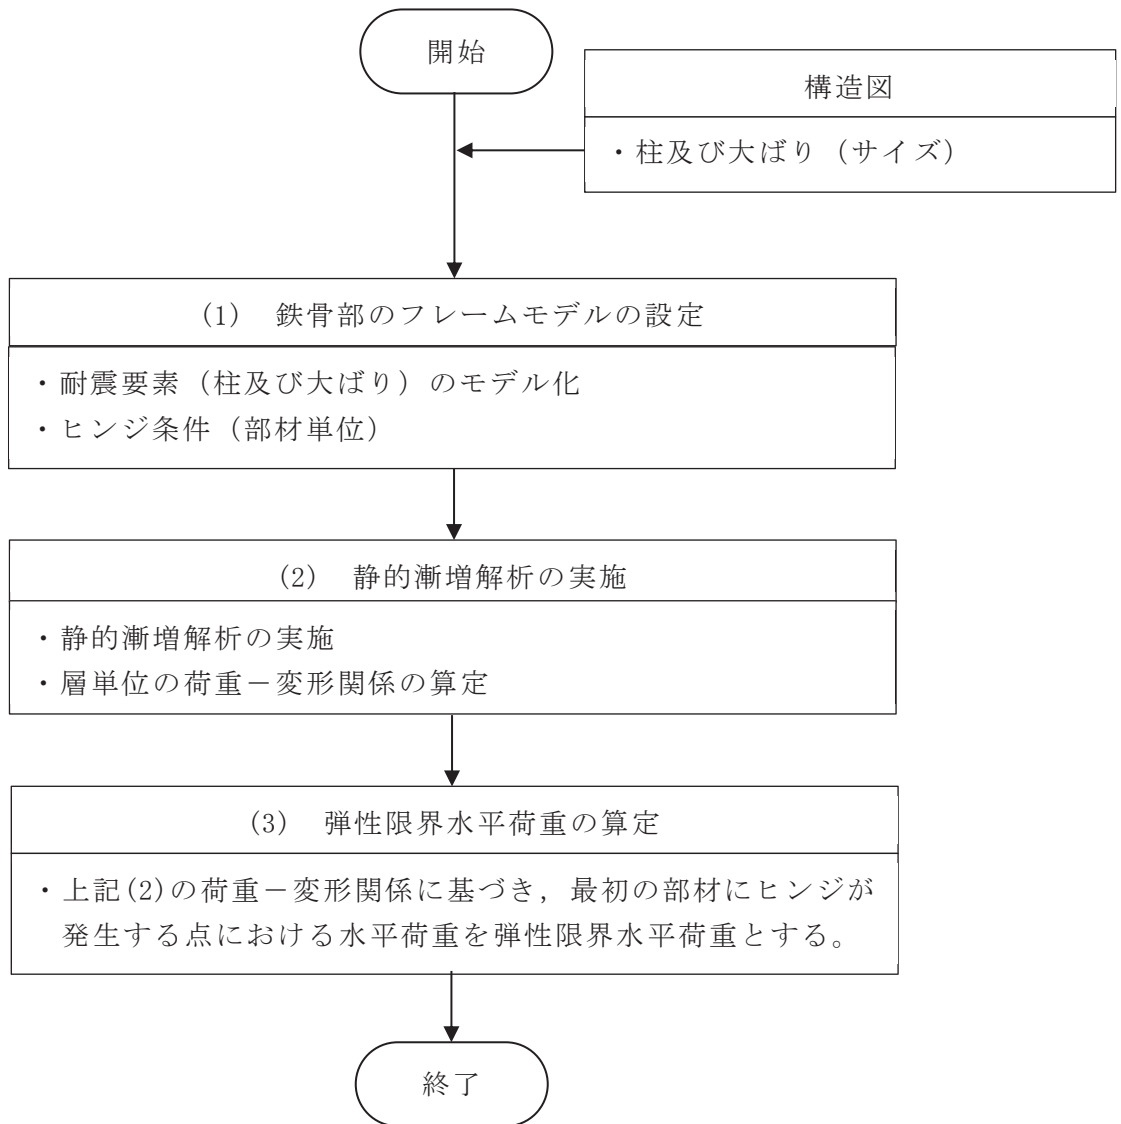 開始
構造図
・柱及び大ばり（サイズ）
(1) 鉄骨部のフレームモデルの設定
・耐震要素（柱及び大ばり）のモデル化
・ヒンジ条件（部材単位）
(2) 静的漸増解析の実施
・静的漸増解析の実施
・層単位の荷重－変形関係の算定
(3) 弾性限界水平荷重の算定
・上記(2)の荷重－変形関係に基づき，最初の部材にヒンジが
発生する点における水平荷重を弾性限界水平荷重とする。
終了